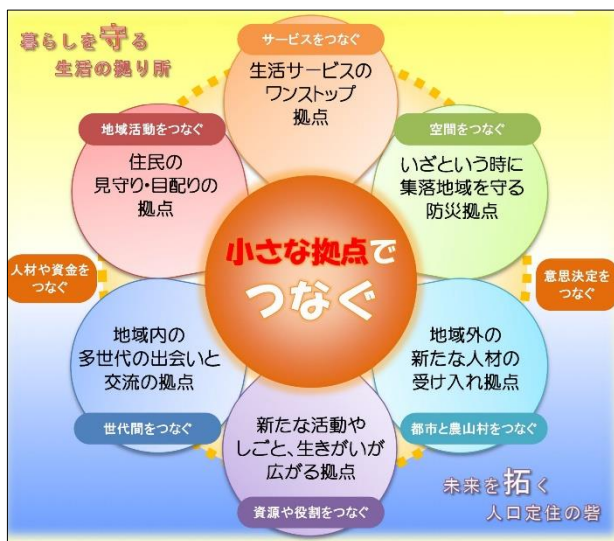 暮らしを守る
生活の拠り所
サービスをつなぐ
生活サービスの
ワンストップ
拠点
地域活動をつなぐ
住民の
見守り・目配りの
拠点
空間をつなぐ
いざという時に
集落地域を守る
防災拠点
小さな拠点で
つなぐ
人材や資金を
つなぐ
意思決定を
つなぐ
地域内の
多世代の出会いと
交流の拠点
世代間をつなぐ
地域外の
新たな人材の
受け入れ拠点
都市と農山村をつなぐ
新たな活動や
しごと、生きがいが
広がる拠点
資源や役割をつなぐ
未来を拓く
人口定住の砦